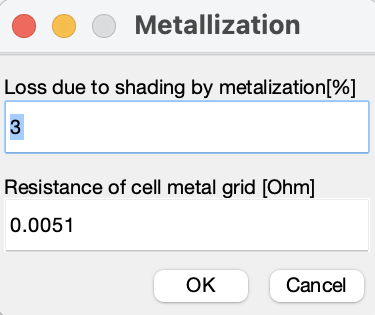 Metallization
Loss due to shading by metalization[%]
3
Resistance of cell metal grid [Ohm]
0.0051
OK
Cancel